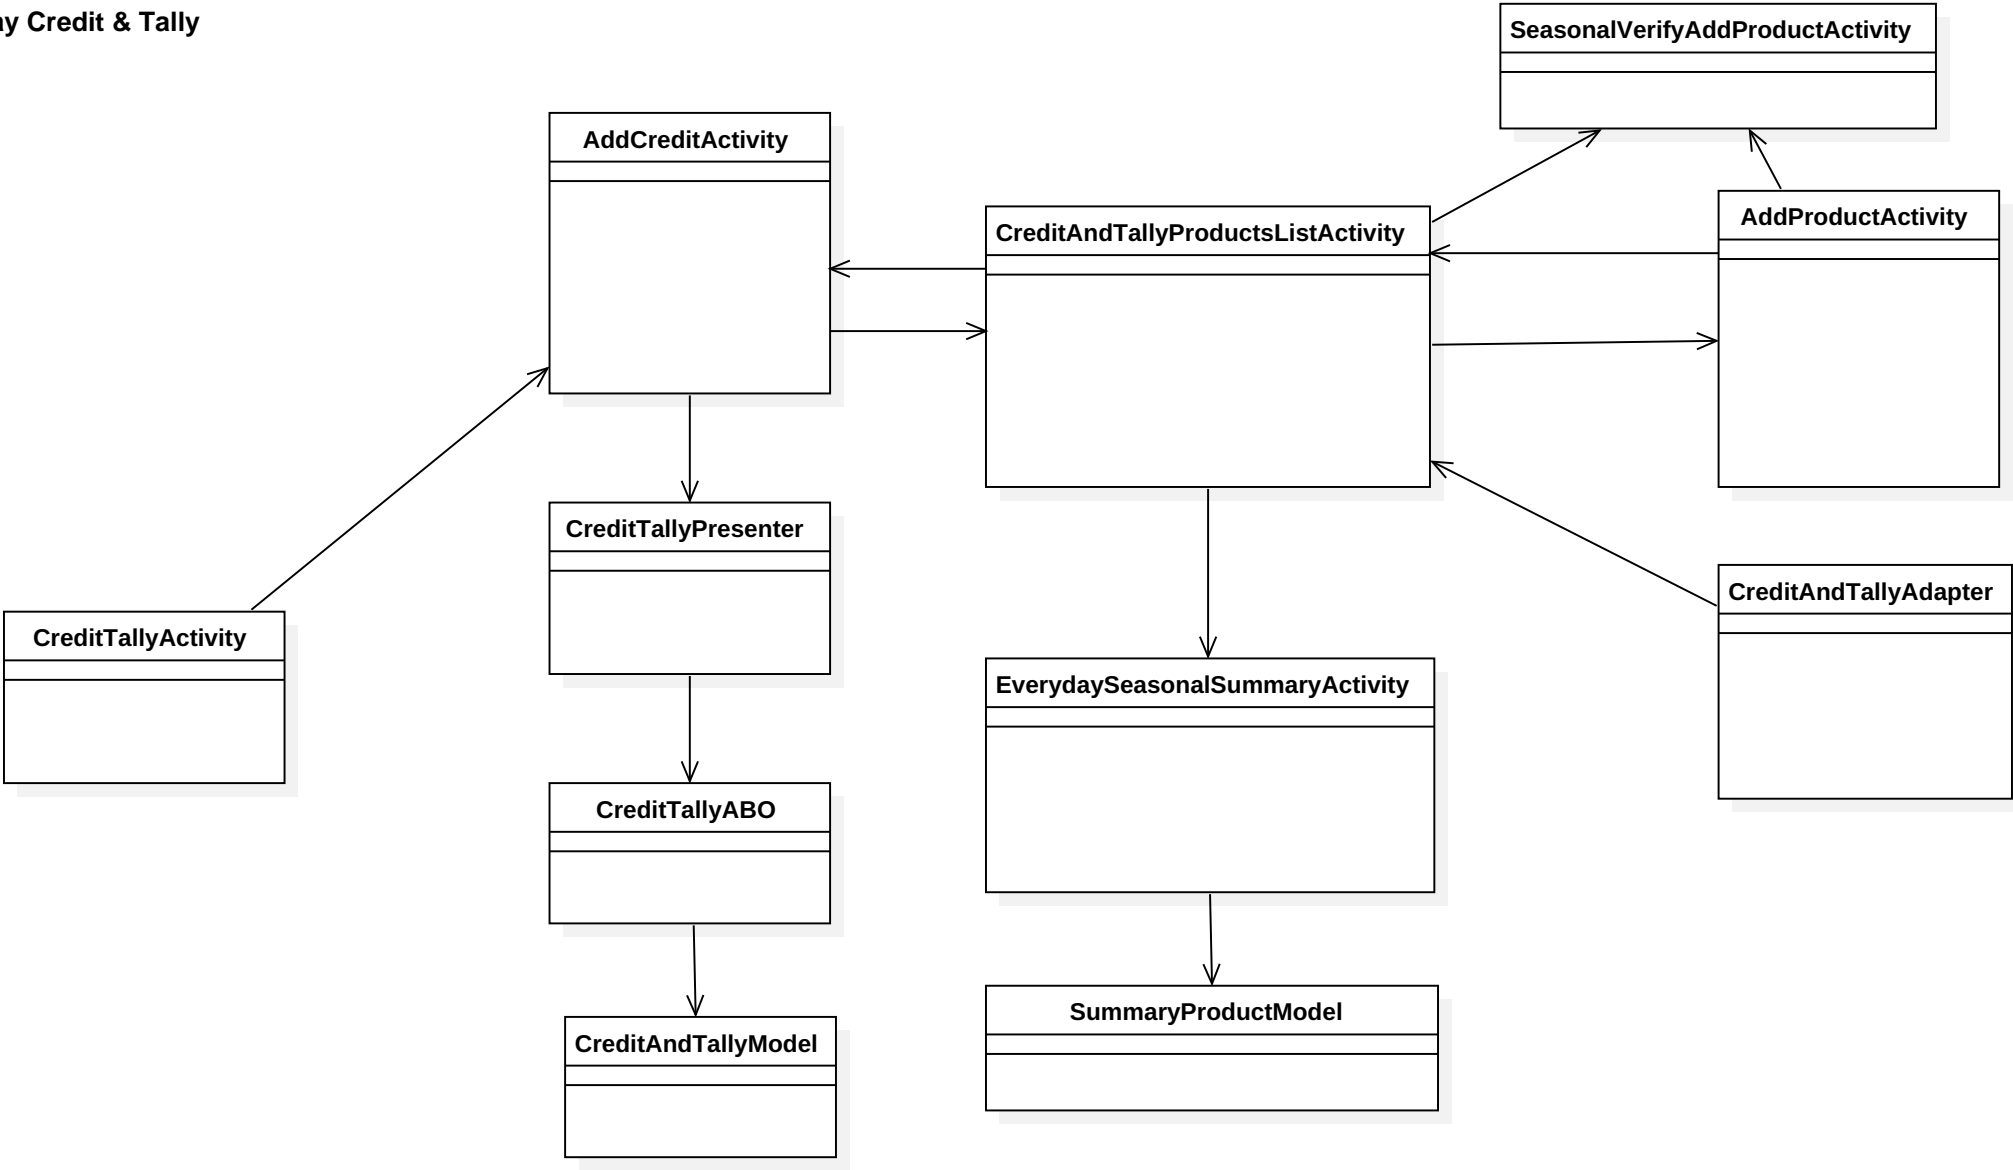 Credit & Tally
SeasonalVerifyAddProductActivity
AddCreditActivity
AddProductActivity
CreditAndTallyProductsListActivity
CreditTallyPresenter
CreditAndTallyAdapter
CreditTallyActivity
EverydaySeasonalSummaryActivity
CreditTallyABO
SummaryProductModel
CreditAndTallyModel